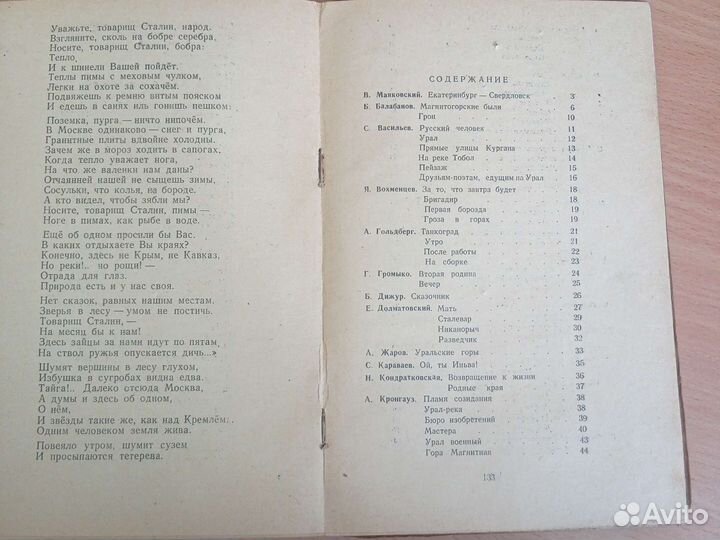 Уважьте, товарищ Сталин, народ.
Взгляните, сколь на бобре серебра,
Носите, товарищ Сталин, бобра:
Тепло,
И к шинели Вашей пойдёт.
Теплы пимы с меховым чулком,
Легки на охоте за сохачём.
Подвяжешь к ремню витым пояском
И едешь в санях иль гонишь пешком:
Поземка, пурга — ничто нипочём.
В Москве одинаково — снег и пурга,
Гранитные плиты вдвойне холодны.
Зачем же в мороз ходить в сапогах,
Когда тепло уважает нога,
На что же валенки нам даны?
Отчаянней нашей не сыщешь зимы,
Сосульки, что колья, на бороде.
А кто видел, чтобы зябли мы?
Носите, товарищ Сталин, пимы —
Ноге в пимах, как рыбе в воде.
Ещё об одном просили бы Вас.
В каких отдыхаете Вы краях?
Конечно, здесь не Крым, не Кавказ,
Но реки!.. но рощи! —
Отрада для глаз.
Природа есть и у нас своя.
Нет сказок, равных нашим местам.
Зверья в лесу — умом не постичь.
Товарищ Сталин, —
На месяц бы к нам!
Здесь зайцы за нами идут по пятам,
На ствол ружья опускается дичь...»
Шумят вершины в лесу глухом,
Избушка в сугробах видна едва.
Тайга!.. Далеко отсюда Москва,
А думы и здесь об одном,
О нём,
И звёзды такие же, как над Кремлём..
Одним человеком земля жива.
Повеяло утром, шумит сузем
И просыпаются тетерева.
СОДЕРЖАНИЕ
В. Маяковский. Екатеринбург — Свердловск 3
Б. Балабанов. Магнитогорские были 6
Грон 10
С. Васильев. Русский человек 11
Урал 12
Прямые улицы Кургана 13
На реке Тобол 14
Пейзаж 15
Друзьям-поэтам, едущим на Урал 16
Я. Вохменцев. За то, что завтра будет 18
Бригадир 18
Первая борозда 19
Гроза в горах 19
А. Гольдберг. Танкоград 21
Утро 21
После работы 22
На сборке 23
Г. Громыко. Вторая родина 24
Вечер 25
Б. Дижур. Сказочник 26
Е. Долматовский. Мать 27
Сталевар 29
Никанорыч 30
Разведчик 32
А. Жаров. Уральские горы 33
С. Караваев. Ой, ты Иньва! 35
Н. Кондратковская. Возвращение к жизни 36
Родные края 37
А. Кронгауз. Пламя созидания 38
Урал-река 38
Бюро изобретений 39
Мастера 40
Урал военный 43
Гора Магнитная 44
133
Avito